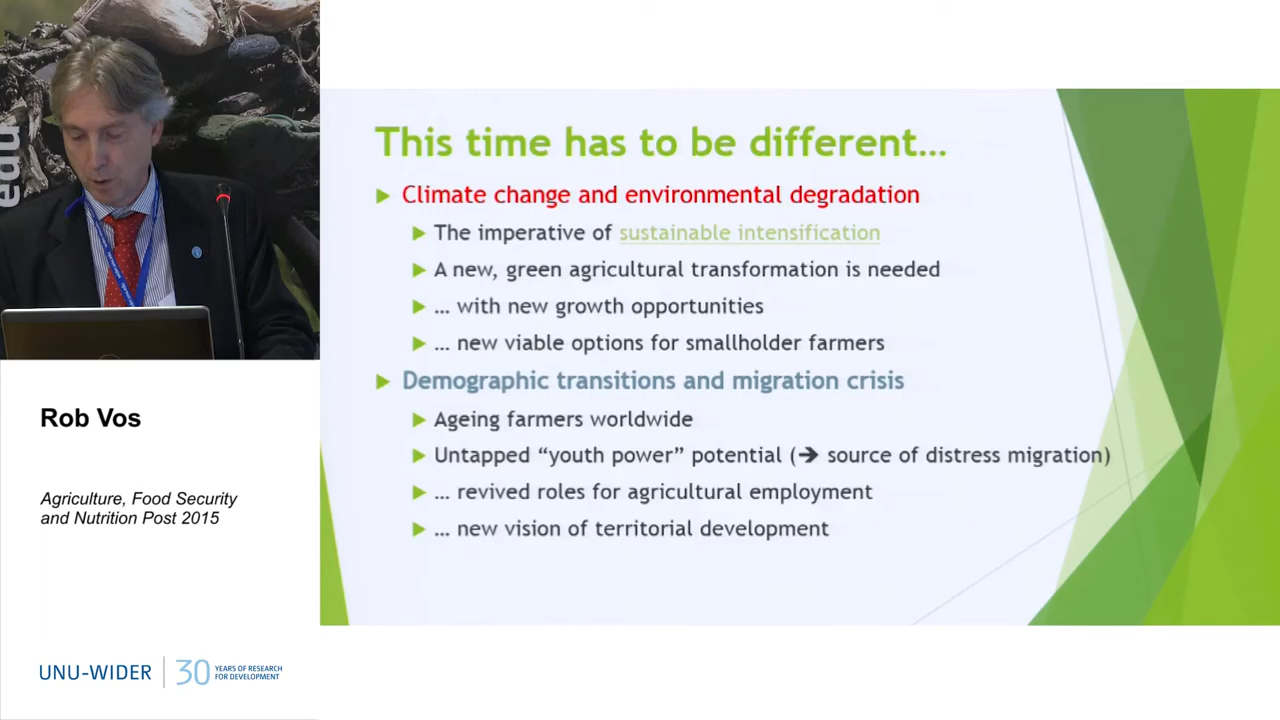 edu
Rob Vos
Agriculture, Food Security
and Nutrition Post 2015
UNU-WIDER
30 YEARS OF RESEARCH
FOR DEVELOPMENT
This time has to be different...
Climate change and environmental degradation
The imperative of sustainable intensification
A new, green agricultural transformation is needed
... with new growth opportunities
... new viable options for smallholder farmers
Demographic transitions and migration crisis
Ageing farmers worldwide
Untapped “youth power” potential (➔ source of distress migration)
... revived roles for agricultural employment
... new vision of territorial development